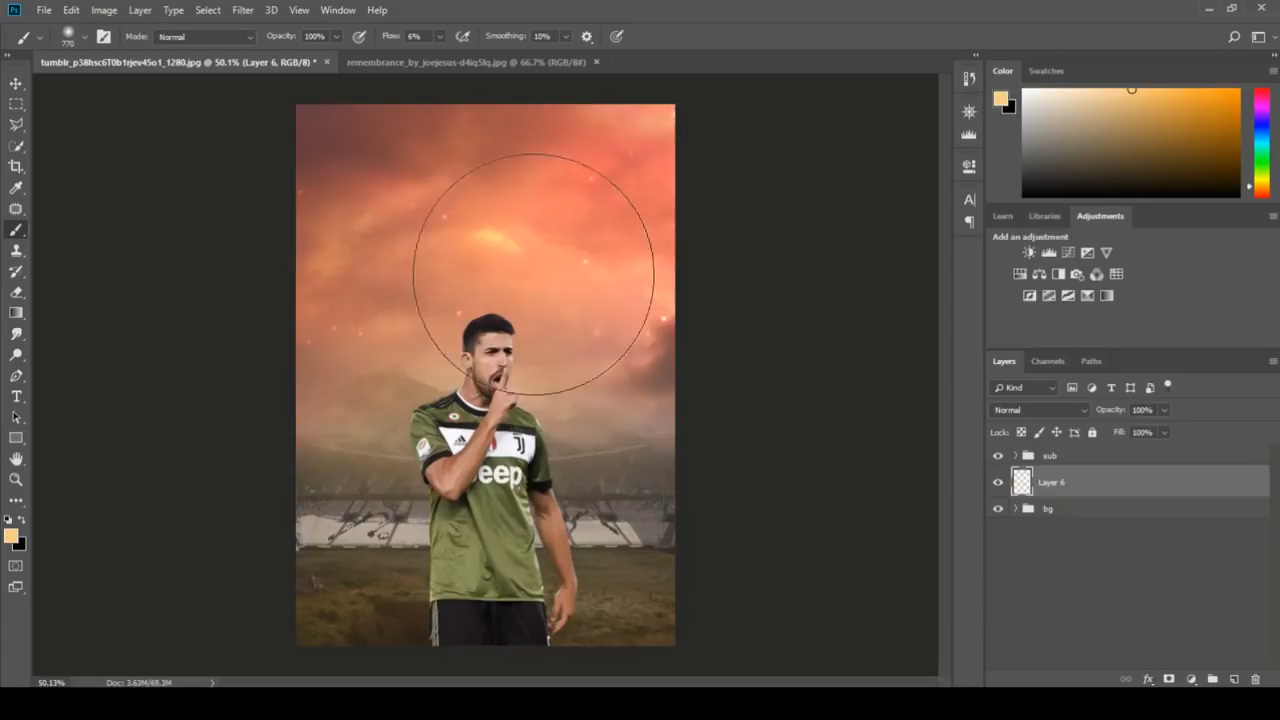 Ps File Edit Image Layer Type Select Filter 3D View Window Help
770 Mode: Normal Opacity: 100% Flow: 6% Smoothing: 10%
tumblr_p38hsc6T0b1rjev45o1_1280.jpg @ 50.1% (Layer 6, RGB/8) * × remembrance_by_joejesus-d4iq5lq.jpg @ 66.7% (RGB/8#) ×
Color Swatches
Learn Libraries Adjustments
Add an adjustment
Layers Channels Paths
Kind
Normal Opacity: 100%
Lock: Fill: 100%
sub
Layer 6
bg
Jeep
50.13% Doc: 3.63M/69.3M